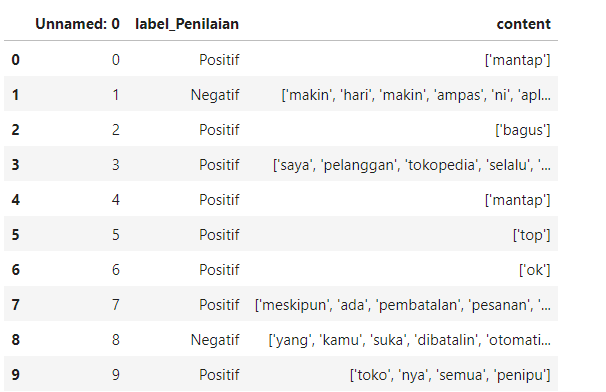 Unnamed: 0 label_Penilaian content
0 0 Positif ['mantap']
1 1 Negatif ['makin', 'hari', 'makin', 'ampas', 'ni', 'apl...
2 2 Positif ['bagus']
3 3 Positif ['saya', 'pelanggan', 'tokopedia', 'selalu', '...
4 4 Positif ['mantap']
5 5 Positif ['top']
6 6 Positif ['ok']
7 7 Positif ['meskipun', 'ada', 'pembatalan', 'pesanan', '...
8 8 Negatif ['yang', 'kamu', 'suka', 'dibatalin', 'otomati...
9 9 Positif ['toko', 'nya', 'semua', 'penipu']